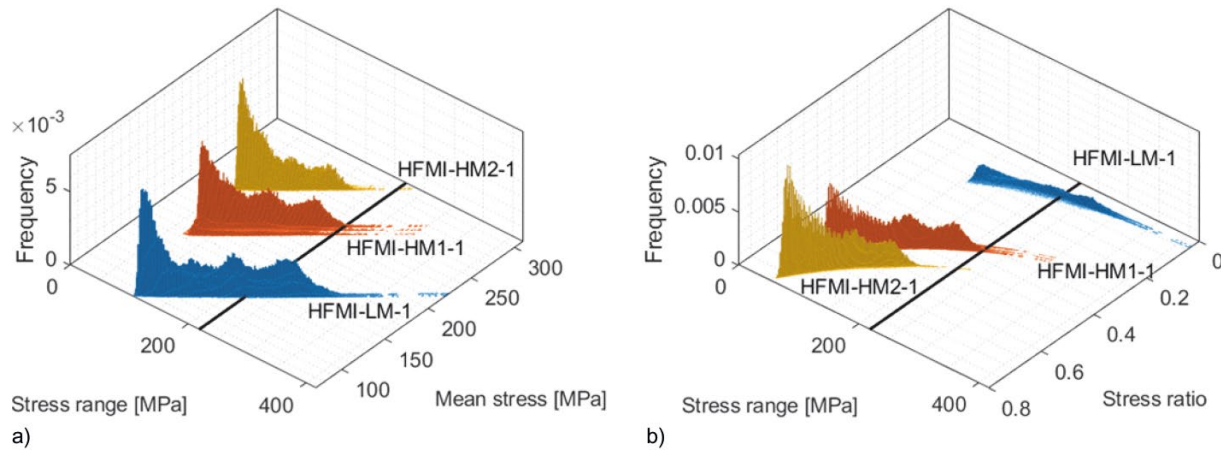 × 10⁻³
Frequency
5
0
0
200
400
Stress range [MPa]
100
150
200
250
300
Mean stress [MPa]
HFMI-HM2-1
HFMI-HM1-1
HFMI-LM-1
a)
0.01
0.005
0
0
Frequency
200
400
Stress range [MPa]
0.8
0.6
0.4
0.2
0
Stress ratio
HFMI-LM-1
HFMI-HM1-1
HFMI-HM2-1
b)